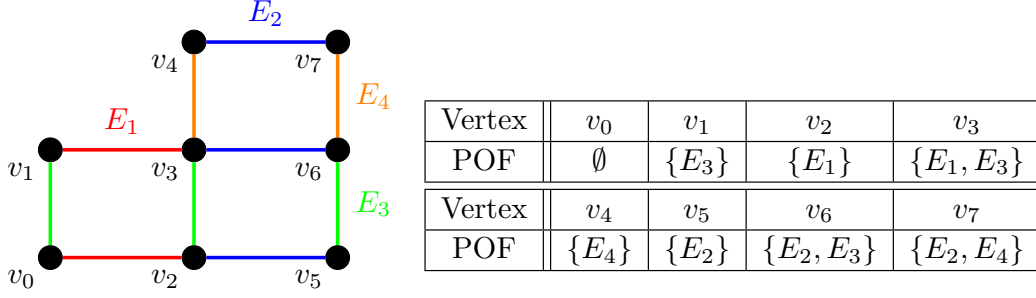 E₂
v₄ v₇
E₄
E₁
v₁ v₃ v₆
E₃
v₀ v₂ v₅
Vertex v₀ v₁ v₂ v₃
POF ∅ {E₃} {E₁} {E₁, E₃}
Vertex v₄ v₅ v₆ v₇
POF {E₄} {E₂} {E₂, E₃} {E₂, E₄}